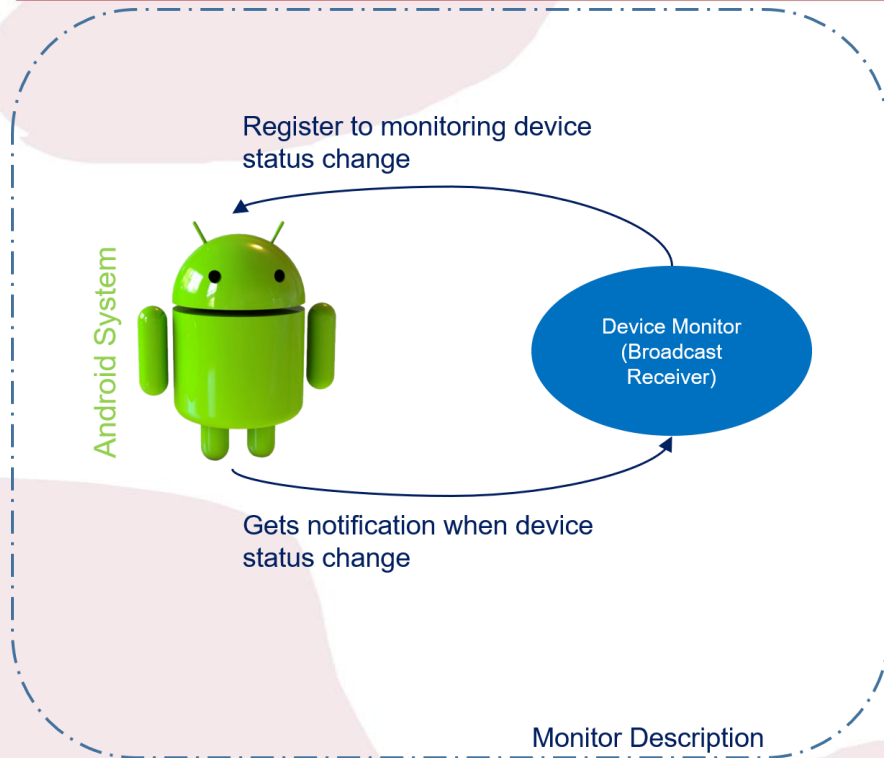 Register to monitoring device
status change
Android System
Device Monitor
(Broadcast
Receiver)
Gets notification when device
status change
Monitor Description